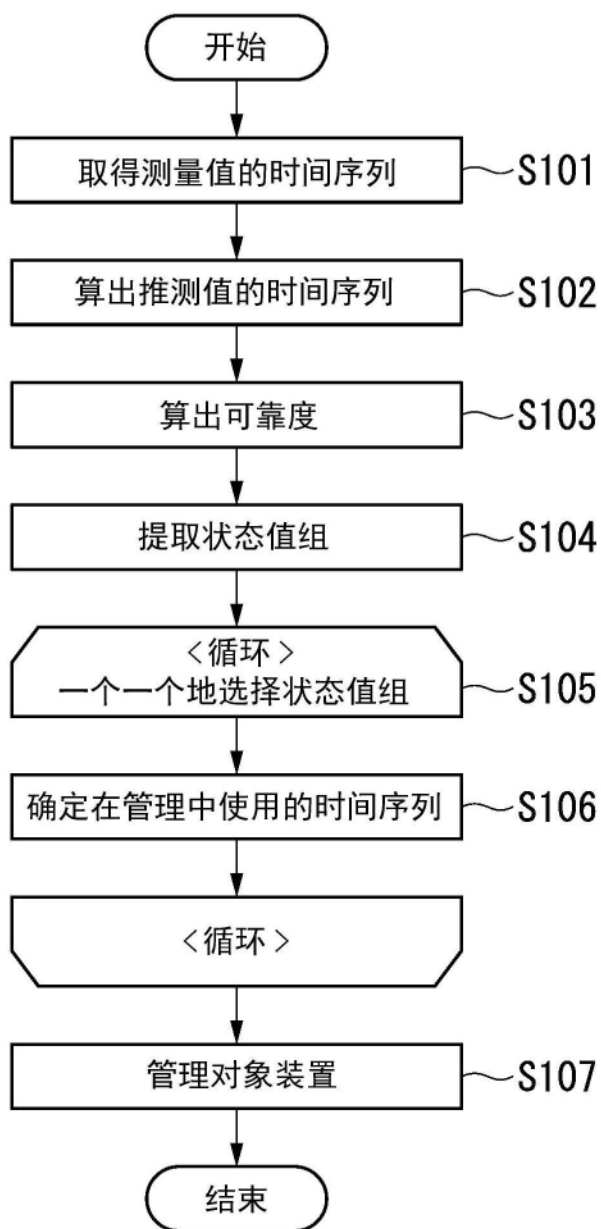 开始
取得测量值的时间序列
S101
算出推测值的时间序列
S102
算出可靠度
S103
提取状态值组
S104
<循环>
一个一个地选择状态值组
S105
确定在管理中使用的时间序列
S106
<循环>
管理对象装置
S107
结束